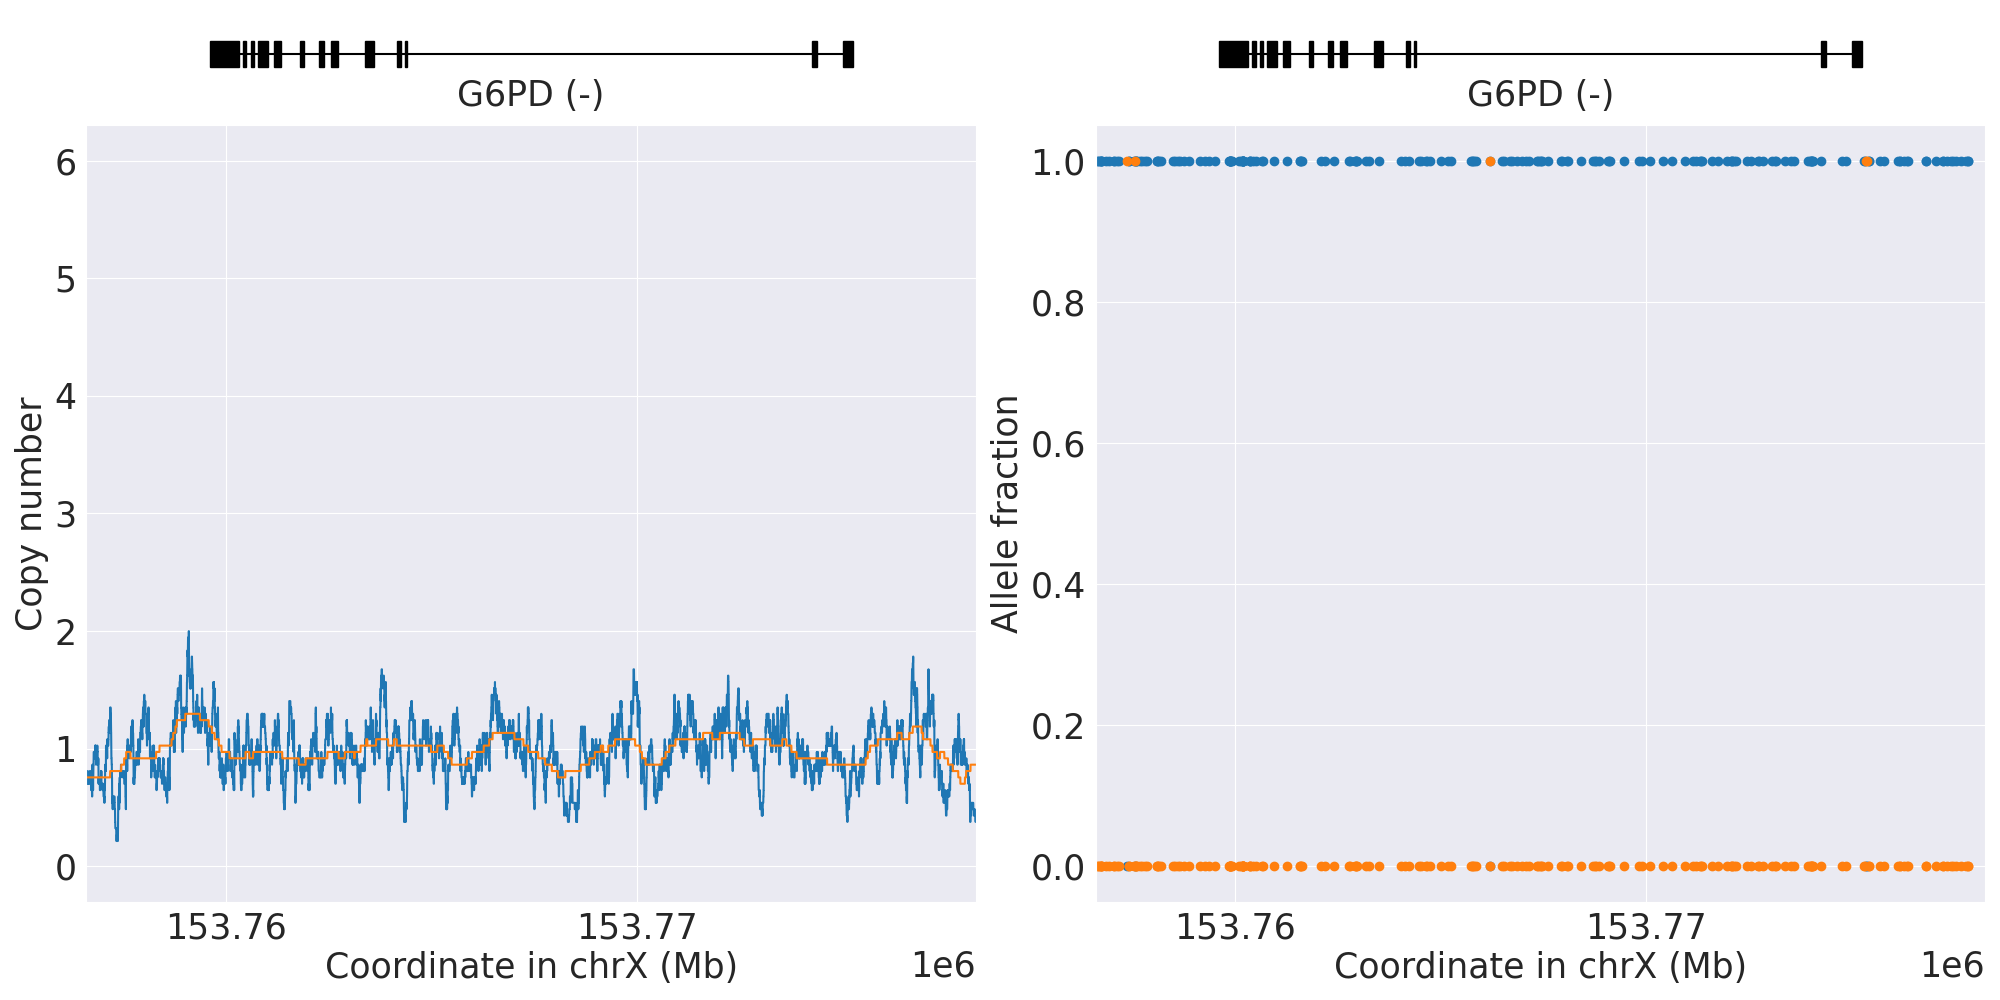 G6PD (-)
6
5
4
3
2
1
0
Copy number
153.76
153.77
Coordinate in chrX (Mb)
1e6
G6PD (-)
1.0
0.8
0.6
0.4
0.2
0.0
Allele fraction
153.76
153.77
Coordinate in chrX (Mb)
1e6